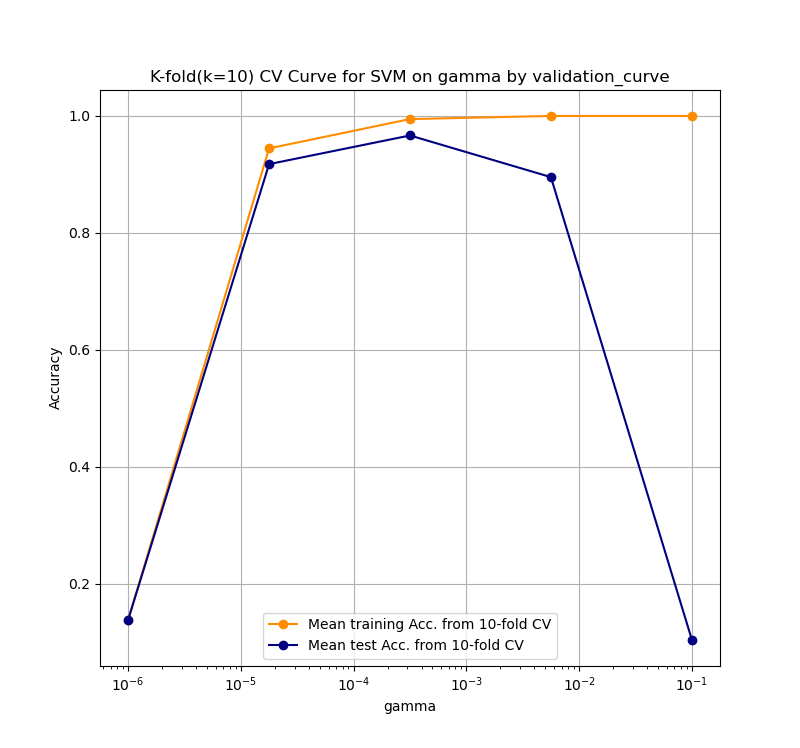 K-fold(k=10) CV Curve for SVM on gamma by validation_curve
1.0
0.8
0.6
0.4
0.2
Accuracy
Mean training Acc. from 10-fold CV
Mean test Acc. from 10-fold CV
10⁻⁶ 10⁻⁵ 10⁻⁴ 10⁻³ 10⁻² 10⁻¹
gamma